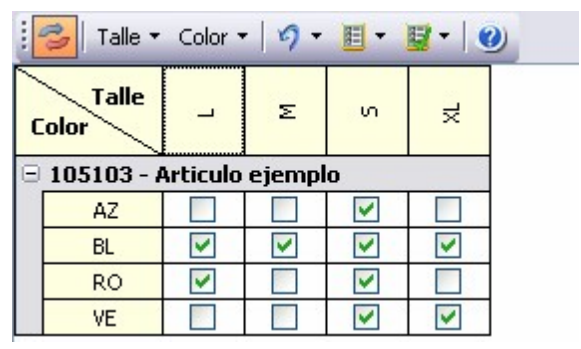 Talle Color
Talle
Color
L M S XL
105103 - Articulo ejemplo
AZ
BL
RO
VE